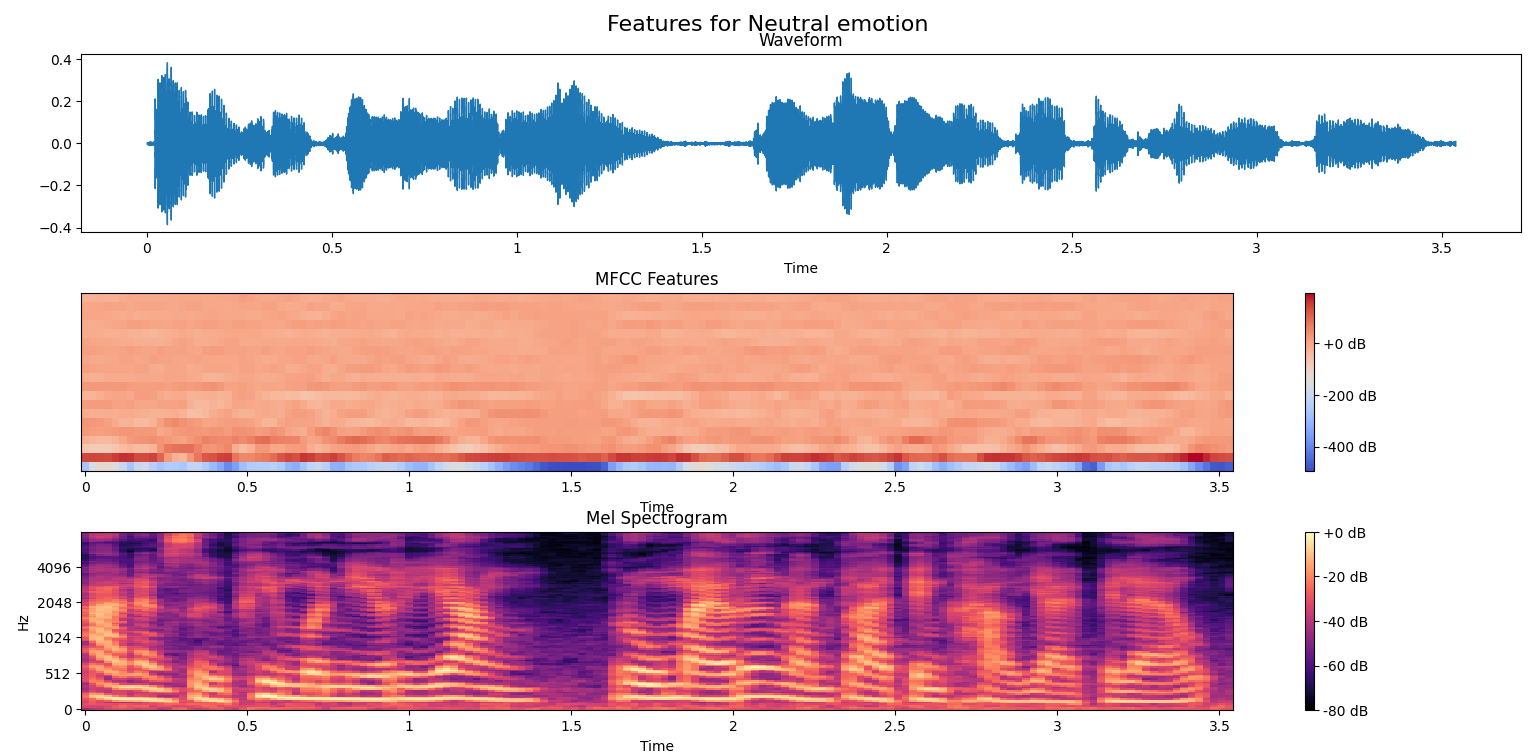 Features for Neutral emotion
Waveform
0.4
0.2
0.0
−0.2
−0.4
0 0.5 1 1.5 2 2.5 3 3.5
Time
MFCC Features
+0 dB
-200 dB
-400 dB
0 0.5 1 1.5 2 2.5 3 3.5
Time
Mel Spectrogram
Hz
4096
2048
1024
512
0
+0 dB
-20 dB
-40 dB
-60 dB
-80 dB
0 0.5 1 1.5 2 2.5 3 3.5
Time